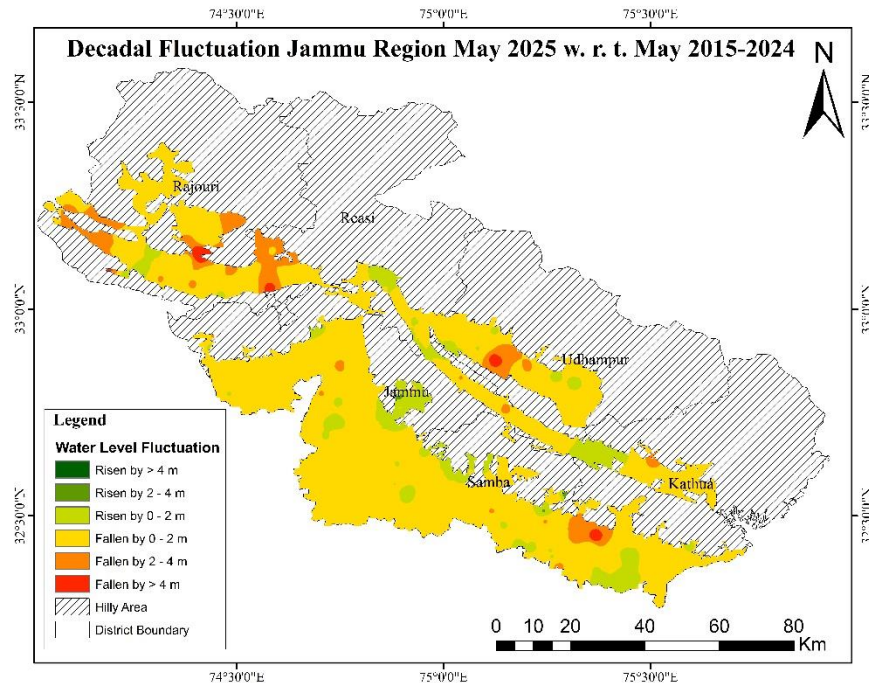 74°30'0"E
75°0'0"E
75°30'0"E
Decadal Fluctuation Jammu Region May 2025 w. r. t. May 2015-2024
N
33°30'0"N
33°30'0"N
Rajouri
Reasi
33°0'0"N
33°0'0"N
Udhampur
Jammu
Samba
Kathua
32°30'0"N
32°30'0"N
Legend
Water Level Fluctuation
Risen by > 4 m
Risen by 2 - 4 m
Risen by 0 - 2 m
Fallen by 0 - 2 m
Fallen by 2 - 4 m
Fallen by > 4 m
Hilly Area
District Boundary
0 10 20 40 60 80
Km
74°30'0"E
75°0'0"E
75°30'0"E